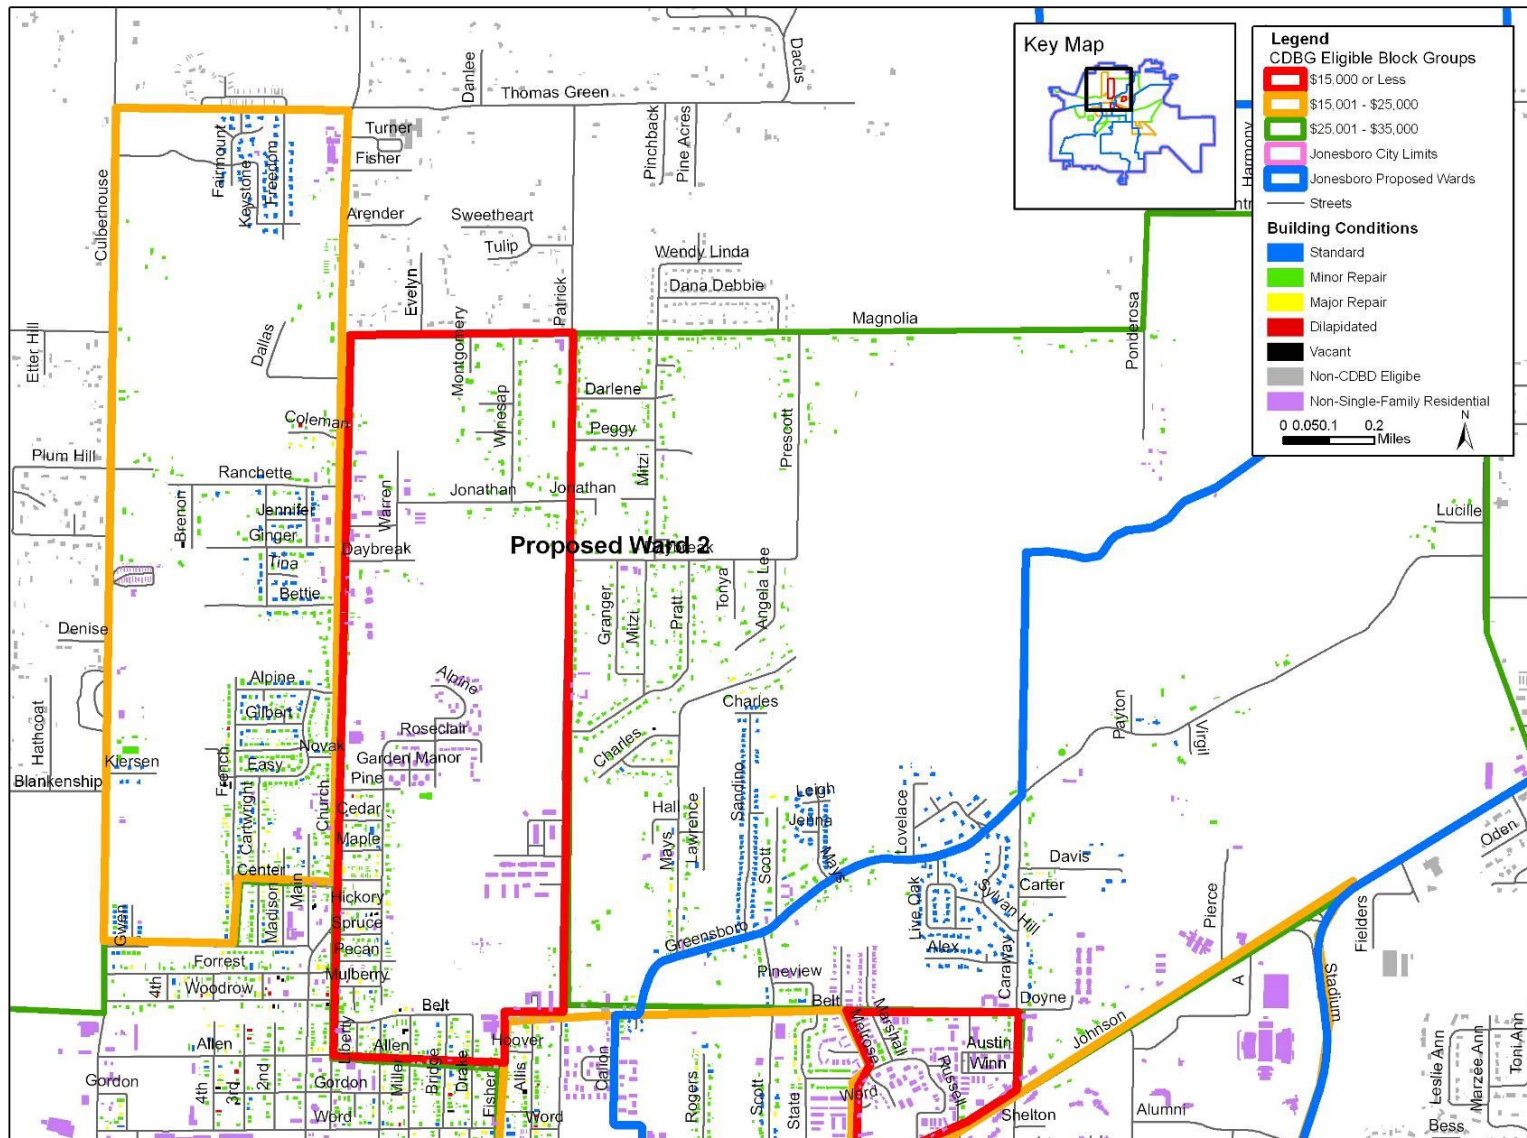 Key Map
Legend
CDBG Eligible Block Groups
$15,000 or Less
$15,001 - $25,000
$25,001 - $35,000
Jonesboro City Limits
Jonesboro Proposed Wards
Streets
Building Conditions
Standard
Minor Repair
Major Repair
Dilapidated
Vacant
Non-CDBD Eligibe
Non-Single-Family Residential
0 0.050.1 0.2
Miles
N
Harmony
Dacus
Danlee
Thomas Green
Turner
Fisher
Pinchback
Pine Acres
Fairmount
Keystone
Freedom
Culberhouse
Arender
Sweetheart
Tulip
Evelyn
Patrick
Wendy Linda
Dana Debbie
Magnolia
Ponderosa
Etter Hill
Dallas
Montgomery
Winesap
Darlene
Peggy
Mitzi
Prescott
Coleman
Plum Hill
Ranchette
Brenon
Jennifer
Ginger
Tina
Bettie
Warren
Jonathan
Jonathan
Daybreak
Proposed Ward 2
Lucille
Granger
Mitzi
Pratt
Tonya
Angela Lee
Denise
Hathcoat
Alpine
Gilbert
Novak
Easy
French
Cartwright
Church
Alpine
Roseclair
Garden Manor
Pine
Cedar
Maple
Charles
Charles
Payton
Virgil
Kiersen
Blankenship
Hal
Mays
Lawrence
Sandino
Leigh
Jenna
Scott
Mays
Lovelace
Davis
Carter
Oden
Center
Main
Madison
Hickory
Spruce
Pecan
Mulberry
Gwen
Forrest
Woodrow
4th
Greensboro
Live Oak
Sylvan Hill
Alex
Caraway
Pierce
Fielders
Pineview
Belt
Belt
Doyne
A
Stadium
Liberty
Allen
Allen
Hoover
Carlon
Melrose
Marshall
Austin
Winn
Johnson
Gordon
4th
3rd
2nd
Gordon
Miller
Bridge
Drake
Fisher
Allis
Word
Word
Rogers
Scott
State
Word
Russell
Shelton
Alumni
Leslie Ann
Marzee Ann
Toni Ann
Bess